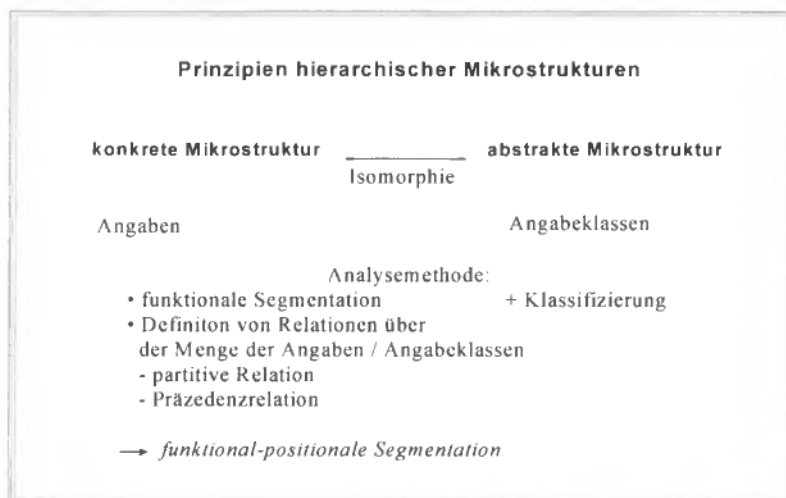 Prinzipien hierarchischer Mikrostrukturen
konkrete Mikrostruktur abstrakte Mikrostruktur
Isomorphie
Angaben Angabeklassen
Analysemethode:
• funktionale Segmentation + Klassifizierung
• Definiton von Relationen über
der Menge der Angaben / Angabeklassen
- partitive Relation
- Präzedenzrelation
→ funktional-positionale Segmentation